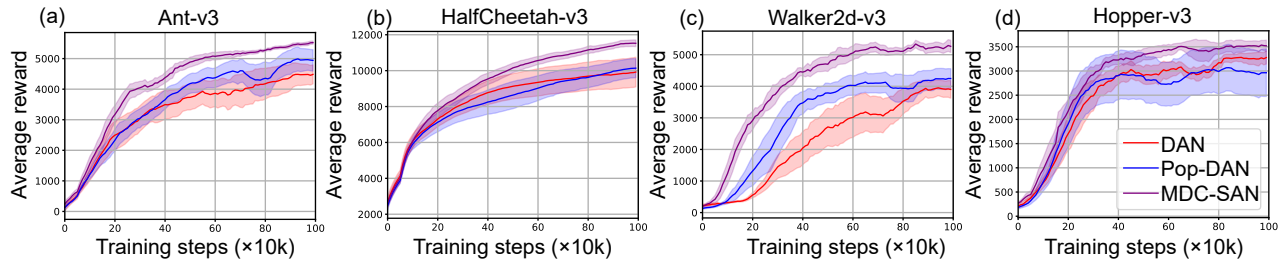 (a)
Ant-v3
Average reward
5000
4000
3000
2000
1000
0
0
20
40
60
80
100
Training steps (×10k)
(b)
HalfCheetah-v3
Average reward
12000
10000
8000
6000
4000
2000
0
20
40
60
80
100
Training steps (×10k)
(c)
Walker2d-v3
Average reward
5000
4000
3000
2000
1000
0
0
20
40
60
80
100
Training steps (×10k)
(d)
Hopper-v3
Average reward
3500
3000
2500
2000
1500
1000
500
0
0
20
40
60
80
100
Training steps (×10k)
DAN
Pop-DAN
MDC-SAN